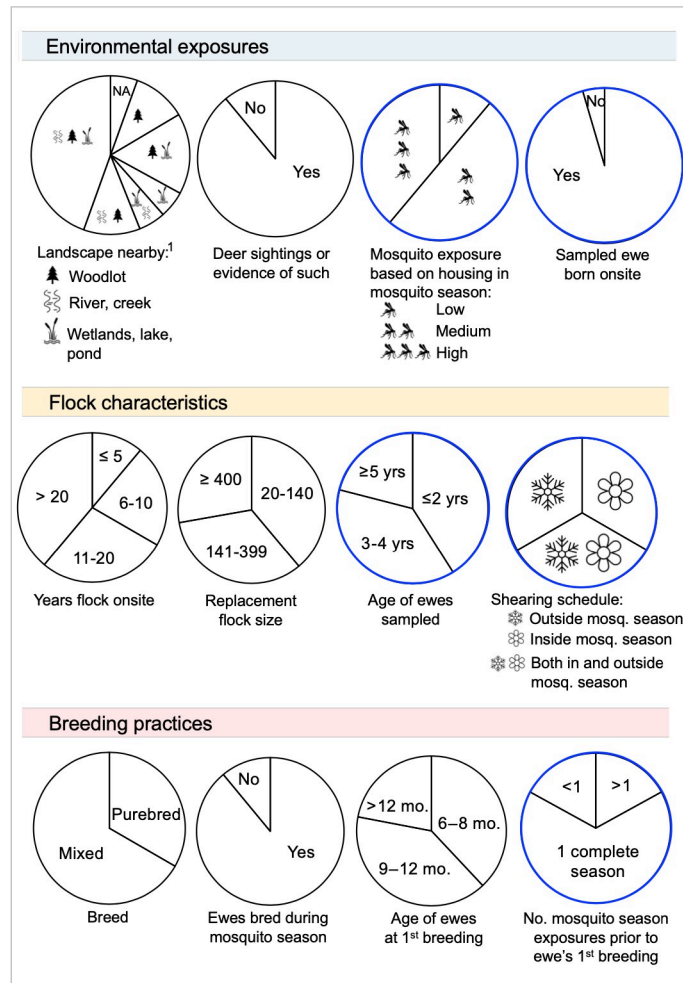 Environmental exposures
NA
No
Yes
No
Yes
Landscape nearby:1
Woodlot
River, creek
Wetlands, lake,
pond
Deer sightings or
evidence of such
Mosquito exposure
based on housing in
mosquito season:
Low
Medium
High
Sampled ewe
born onsite
Flock characteristics
≤ 5
6-10
11-20
> 20
Years flock onsite
≥ 400
20-140
141-399
Replacement
flock size
≥5 yrs
≤2 yrs
3-4 yrs
Age of ewes
sampled
Shearing schedule:
Outside mosq. season
Inside mosq. season
Both in and outside
mosq. season
Breeding practices
Purebred
Mixed
Breed
No
Yes
Ewes bred during
mosquito season
>12 mo.
6–8 mo.
9–12 mo.
Age of ewes
at 1st breeding
<1
>1
1 complete
season
No. mosquito season
exposures prior to
ewe's 1st breeding